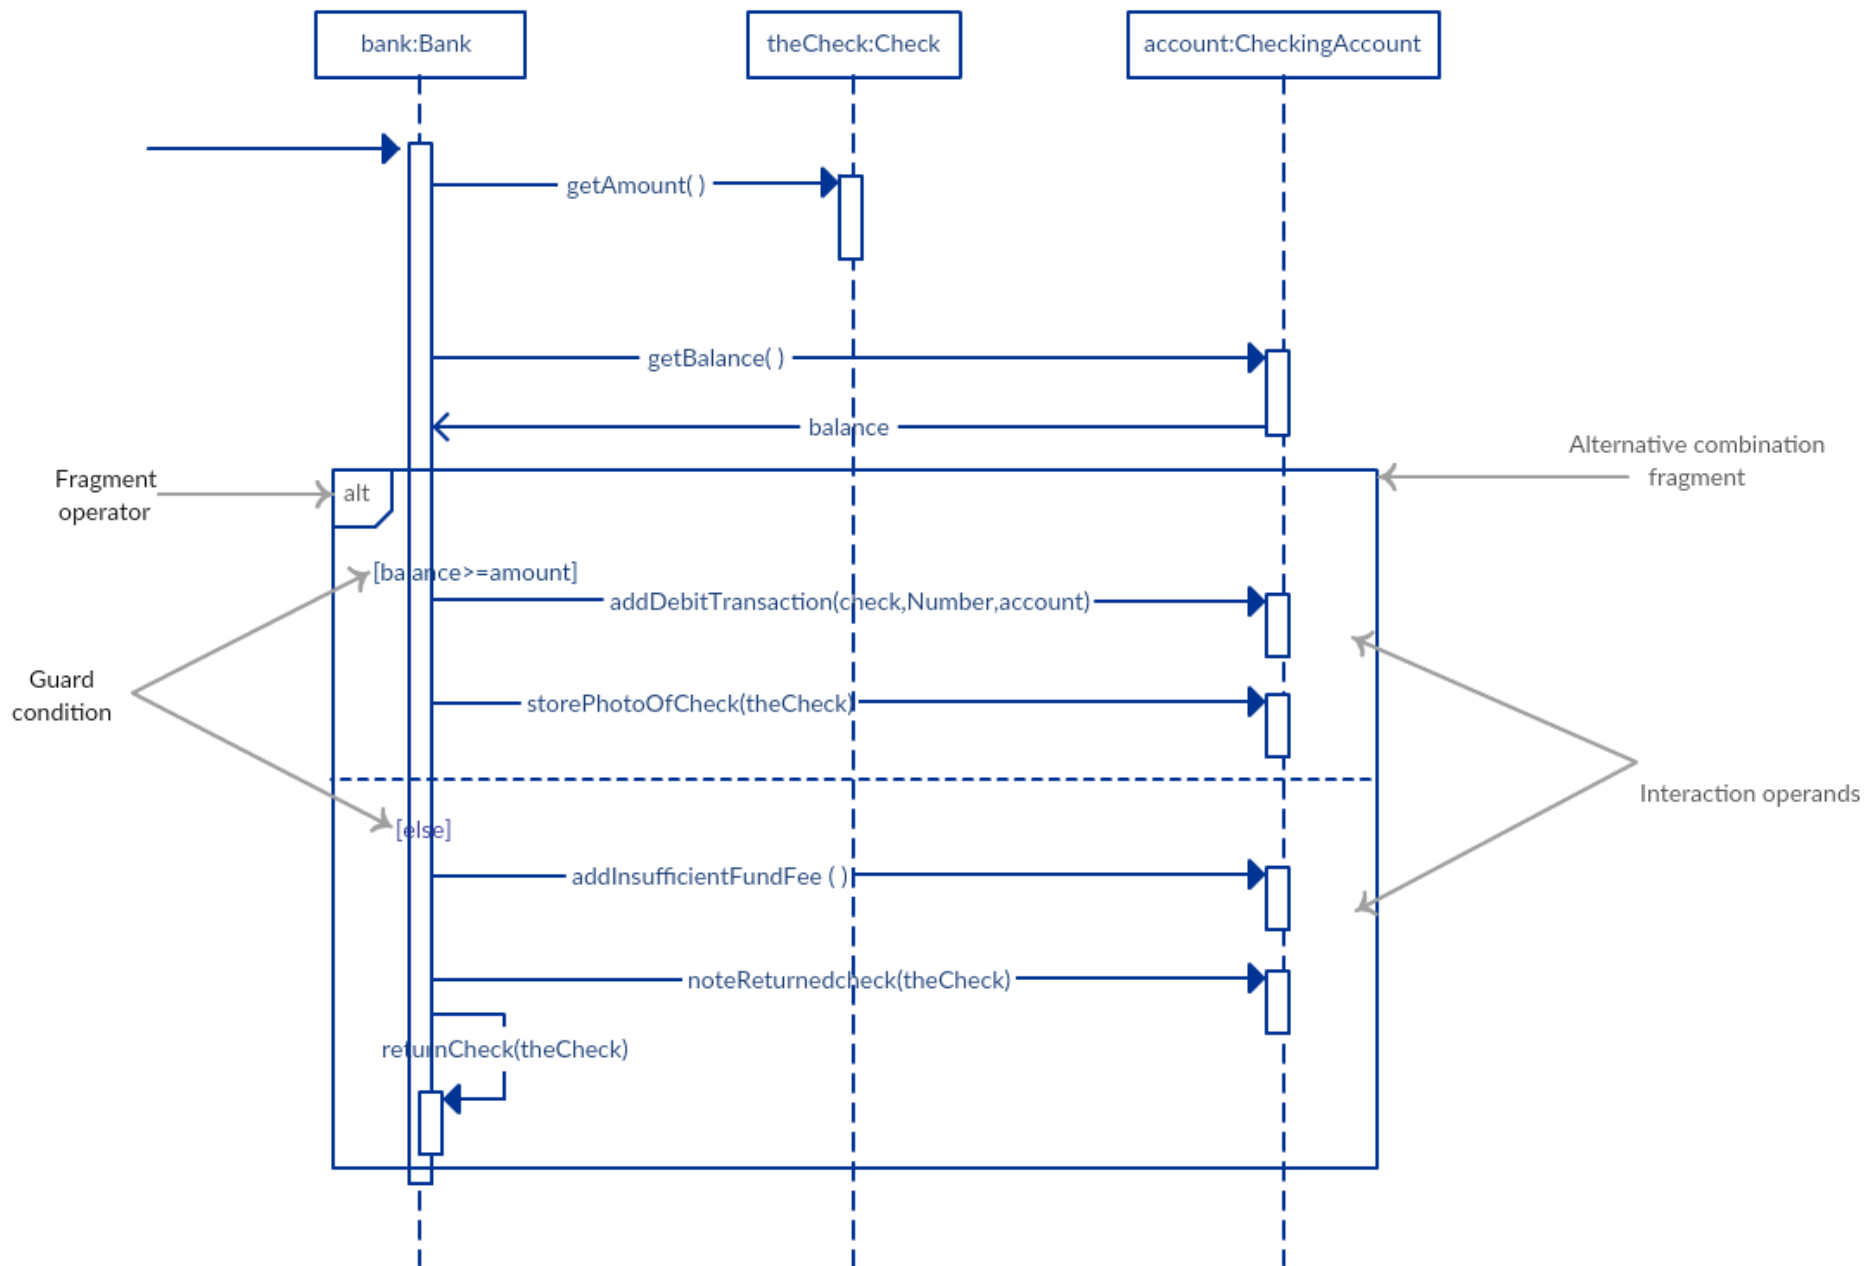 bank:Bank
theCheck:Check
account:CheckingAccount
getAmount( )
getBalance( )
balance
Alternative combination
fragment
Fragment
operator
alt
[balance>=amount]
addDebitTransaction(check,Number,account)
Guard
condition
storePhotoOfCheck(theCheck)
Interaction operands
[else]
addInsufficientFundFee ( )
noteReturnedcheck(theCheck)
returnCheck(theCheck)